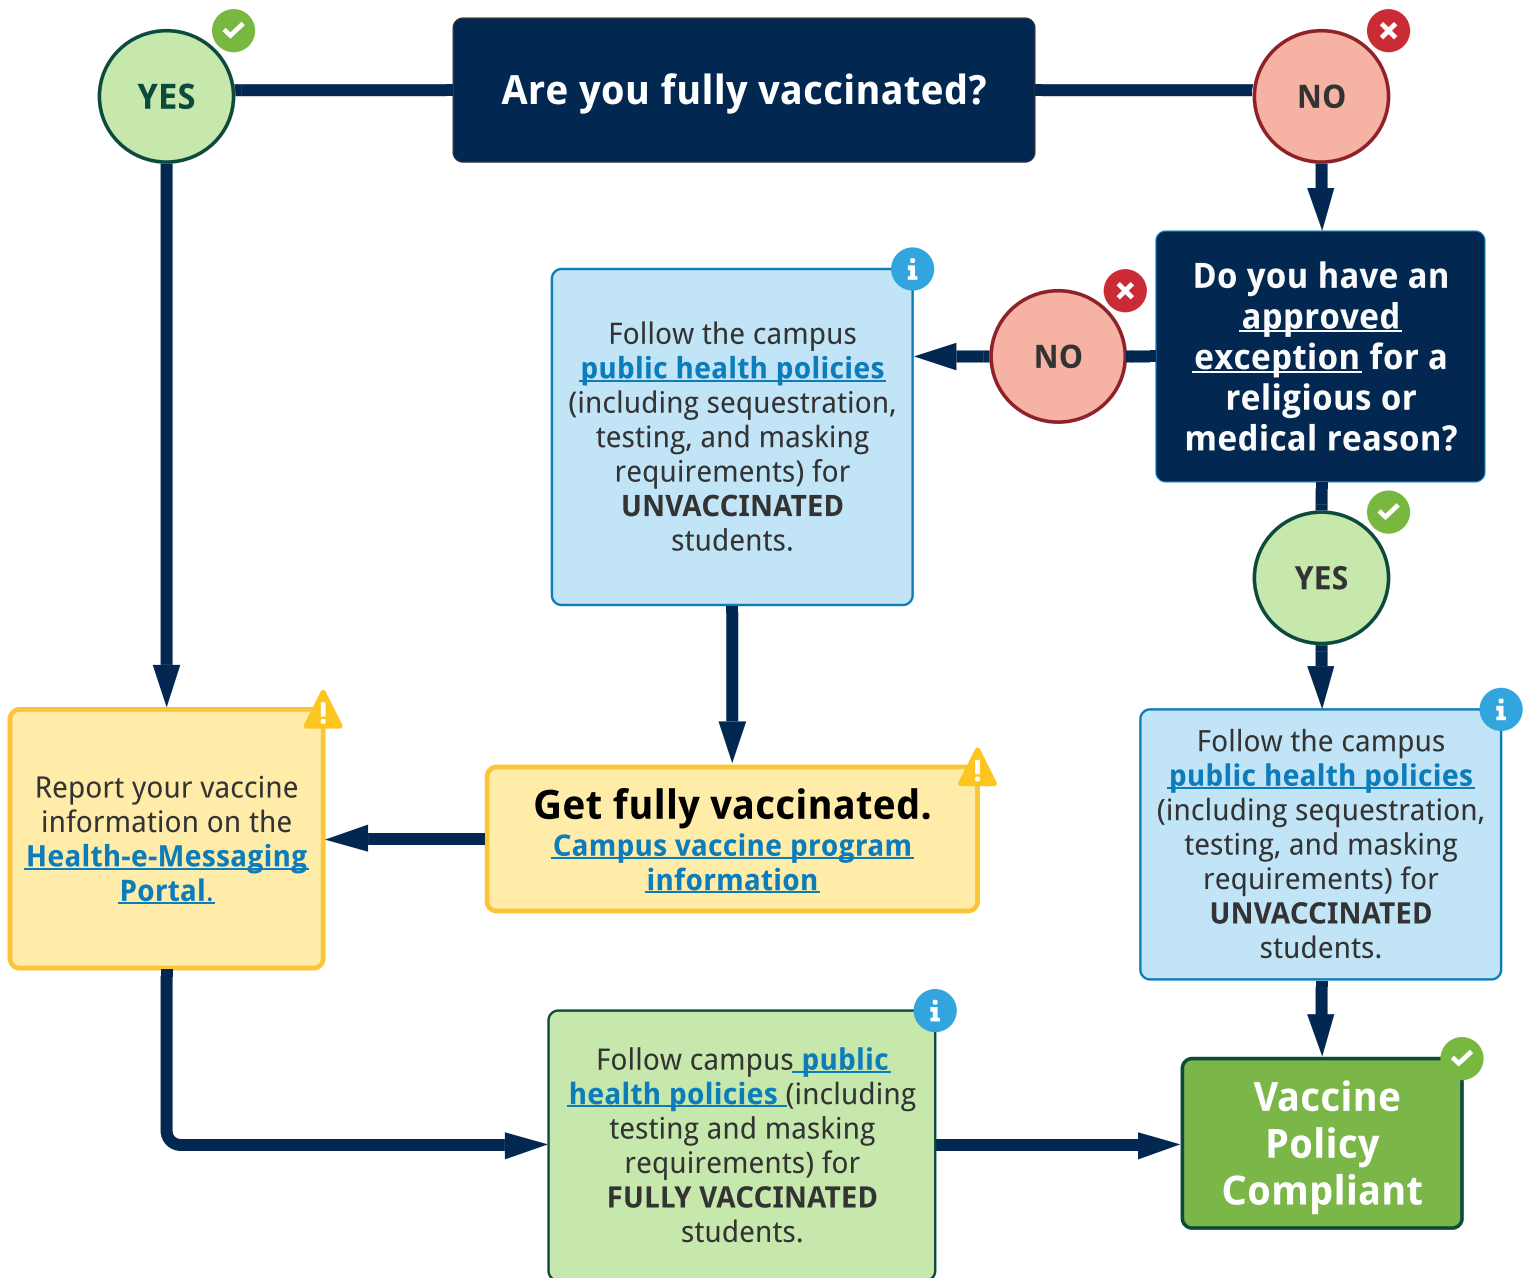 Are you fully vaccinated?
YES
NO
Do you have an
approved
exception for a
religious or
medical reason?
NO
Follow the campus
public health policies
(including sequestration,
testing, and masking
requirements) for
UNVACCINATED
students.
YES
Follow the campus
public health policies
(including sequestration,
testing, and masking
requirements) for
UNVACCINATED
students.
Get fully vaccinated.
Campus vaccine program
information
Report your vaccine
information on the
Health-e-Messaging
Portal.
Follow campus public
health policies (including
testing and masking
requirements) for
FULLY VACCINATED
students.
Vaccine
Policy
Compliant